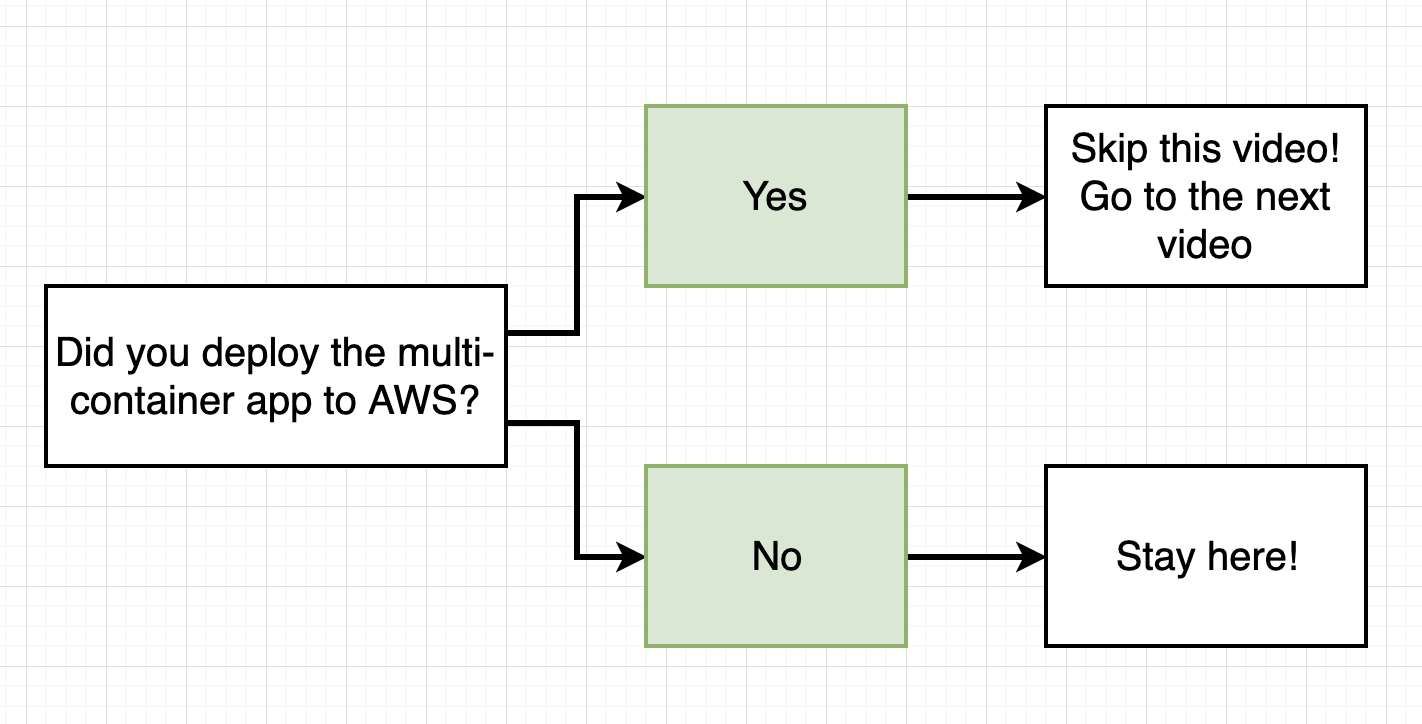 Did you deploy the multi-
container app to AWS?
Yes
Skip this video!
Go to the next
video
No
Stay here!